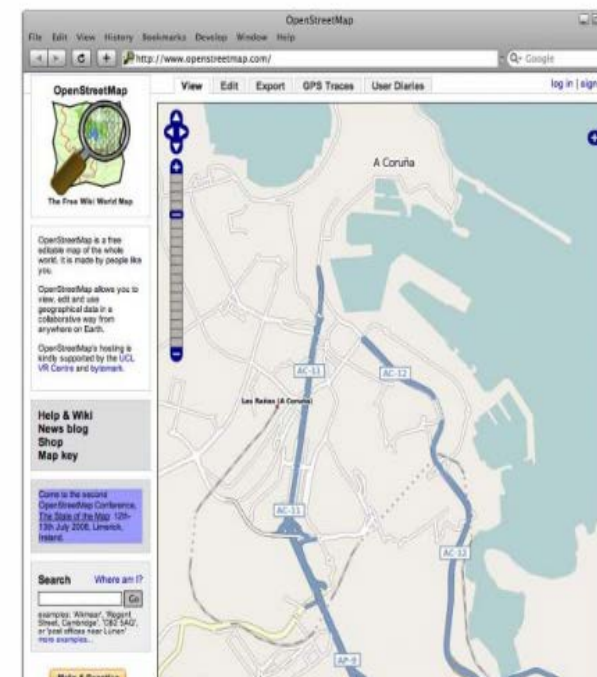 OpenStreetMap
File Edit View History Bookmarks Develop Window Help
http://www.openstreetmap.com/
Google
OpenStreetMap
The Free Wiki World Map
View Edit Export GPS Traces User Diaries
log in | sign
OpenStreetMap is a free
editable map of the whole
world. It is made by people like
you.
OpenStreetMap allows you to
view, edit and use
geographical data in a
collaborative way from
anywhere on Earth.
OpenStreetMap's hosting is
kindly supported by the UCL
VR Centre and bytemark.
Help & Wiki
News blog
Shop
Map key
Come to the second
OpenStreetMap Conference,
The State of the Map: 12th-
13th July 2008, Limerick,
Ireland.
Search Where am I?
Go
examples: 'Alkmaar', 'Regent
Street, Cambridge', 'CB2 5AQ',
or 'post offices near Lünen'
more examples...
Make a Donation
A Coruña
AC-11
AC-12
Los Rañas (A Coruña)
AC-11
AC-12
AP-9